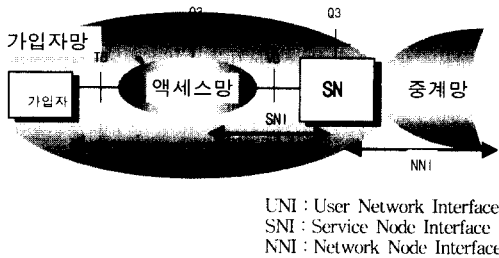 Q3
Q3
가입자망
가입자
액세스망
SN
중계망
SNI
NNI
UNI : User Network Interface
SNI : Service Node Interface
NNI : Network Node Interface